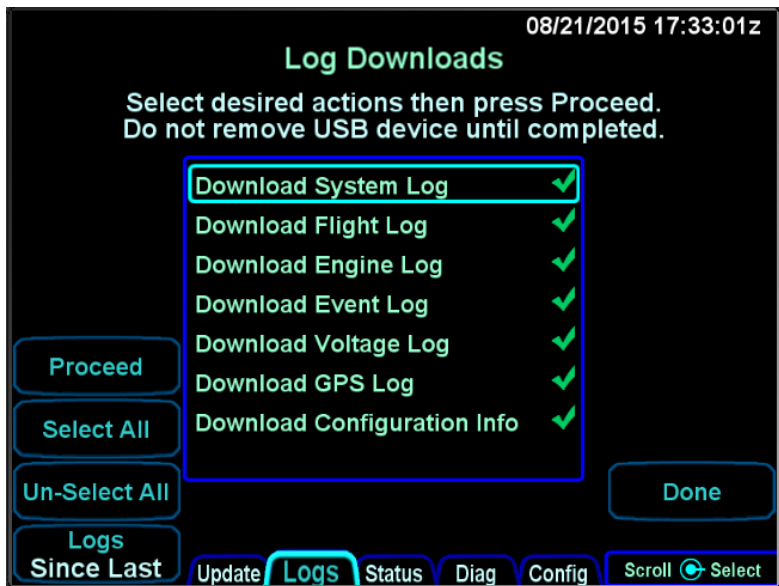 08/21/2015 17:33:01z
Log Downloads
Select desired actions then press Proceed.
Do not remove USB device until completed.
Download System Log
Download Flight Log
Download Engine Log
Download Event Log
Download Voltage Log
Download GPS Log
Download Configuration Info
Proceed
Select All
Un-Select All
Done
Logs
Since Last
Update Logs Status Diag Config Scroll Select